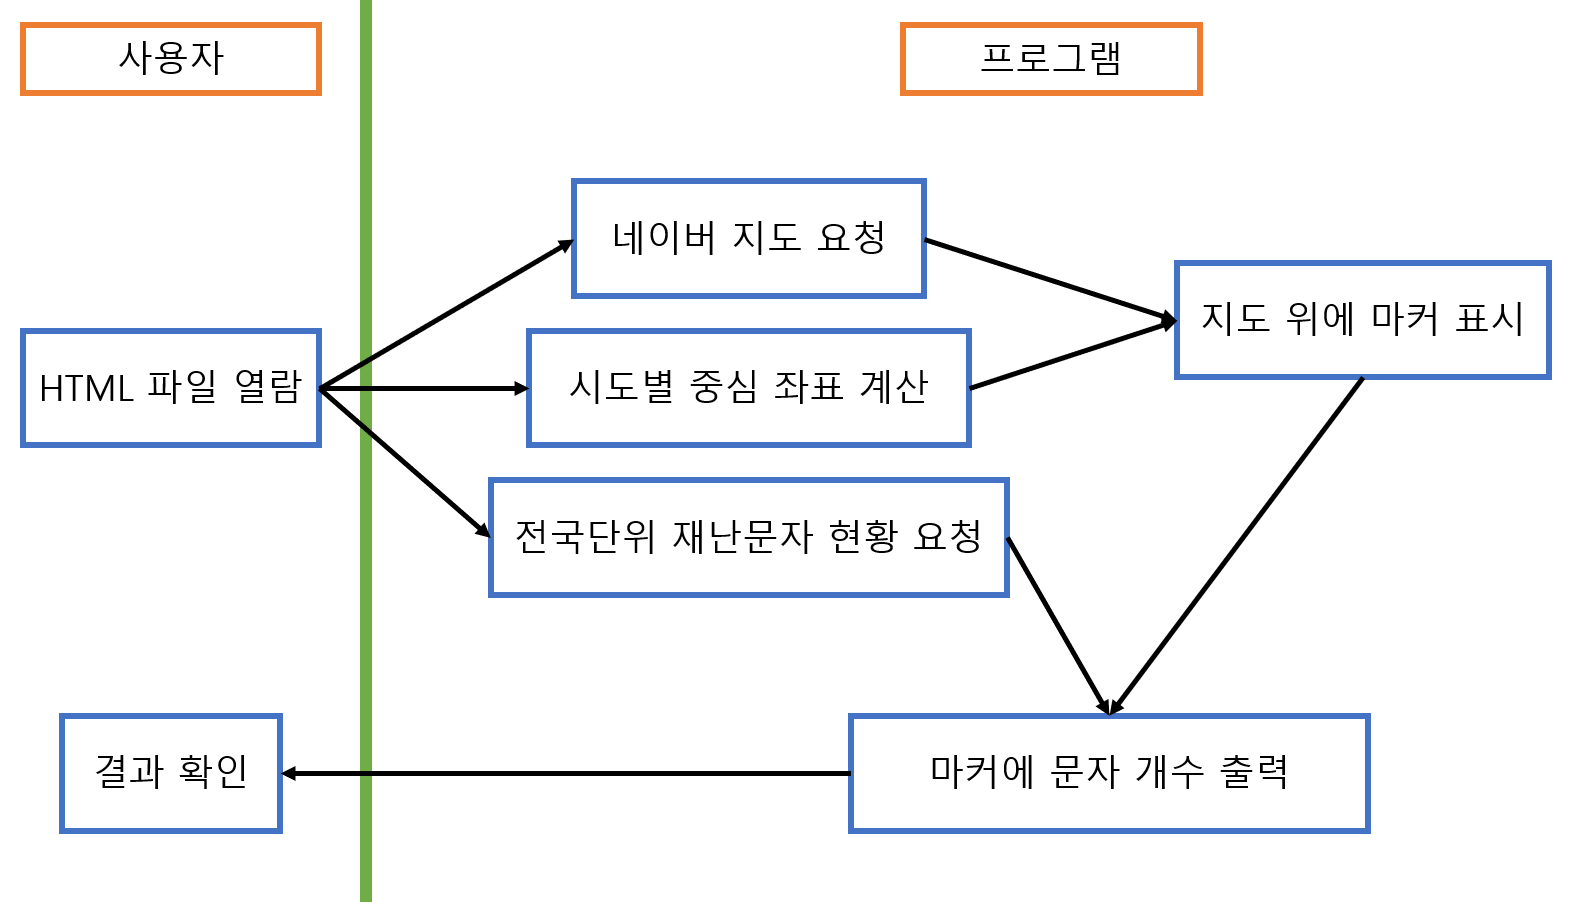 사용자
프로그램
네이버 지도 요청
지도 위에 마커 표시
HTML 파일 열람
시도별 중심 좌표 계산
전국단위 재난문자 현황 요청
결과 확인
마커에 문자 개수 출력